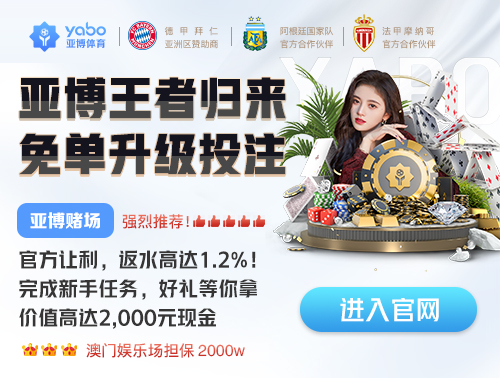 yabo
亚博体育
德甲拜仁
亚洲区赞助商
阿根廷国家队
官方合作伙伴
法甲摩纳哥
官方合作伙伴
YABO
亚博王者归来
免单升级投注
亚博赌场
强烈推荐!
官方让利，返水高达1.2%!
完成新手任务，好礼等你拿
价值高达2,000元现金
进入官网
澳门娱乐场担保 2000w